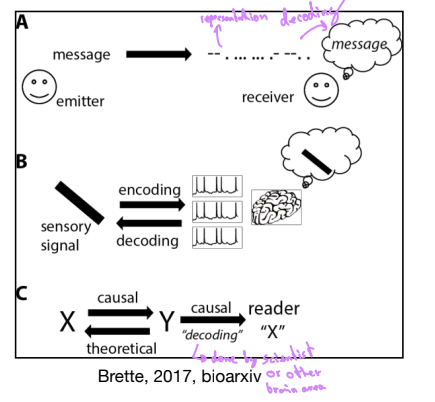 representation decoding
A
message
-- . ... ... . - -- . .
message
emitter
receiver
B
encoding
sensory signal
decoding
C
causal
causal
reader
X
Y
"decoding"
"X"
theoretical
↳ done by scientist
or other
brain area
Brette, 2017, bioarxiv